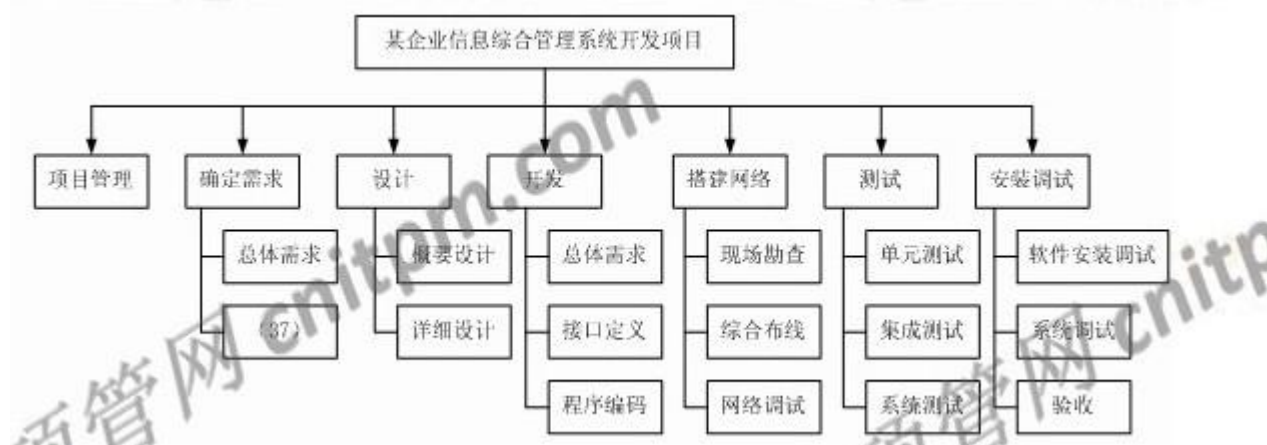 某企业信息综合管理系统开发项目
项目管理
确定需求
设计
开发
搭建网络
测试
安装调试
总体需求
概要设计
总体需求
现场勘查
单元测试
软件安装调试
(37)
详细设计
接口定义
综合布线
集成测试
系统调试
程序编码
网络调试
系统测试
验收
项管网 cnitpm.com
项管网 cnitp